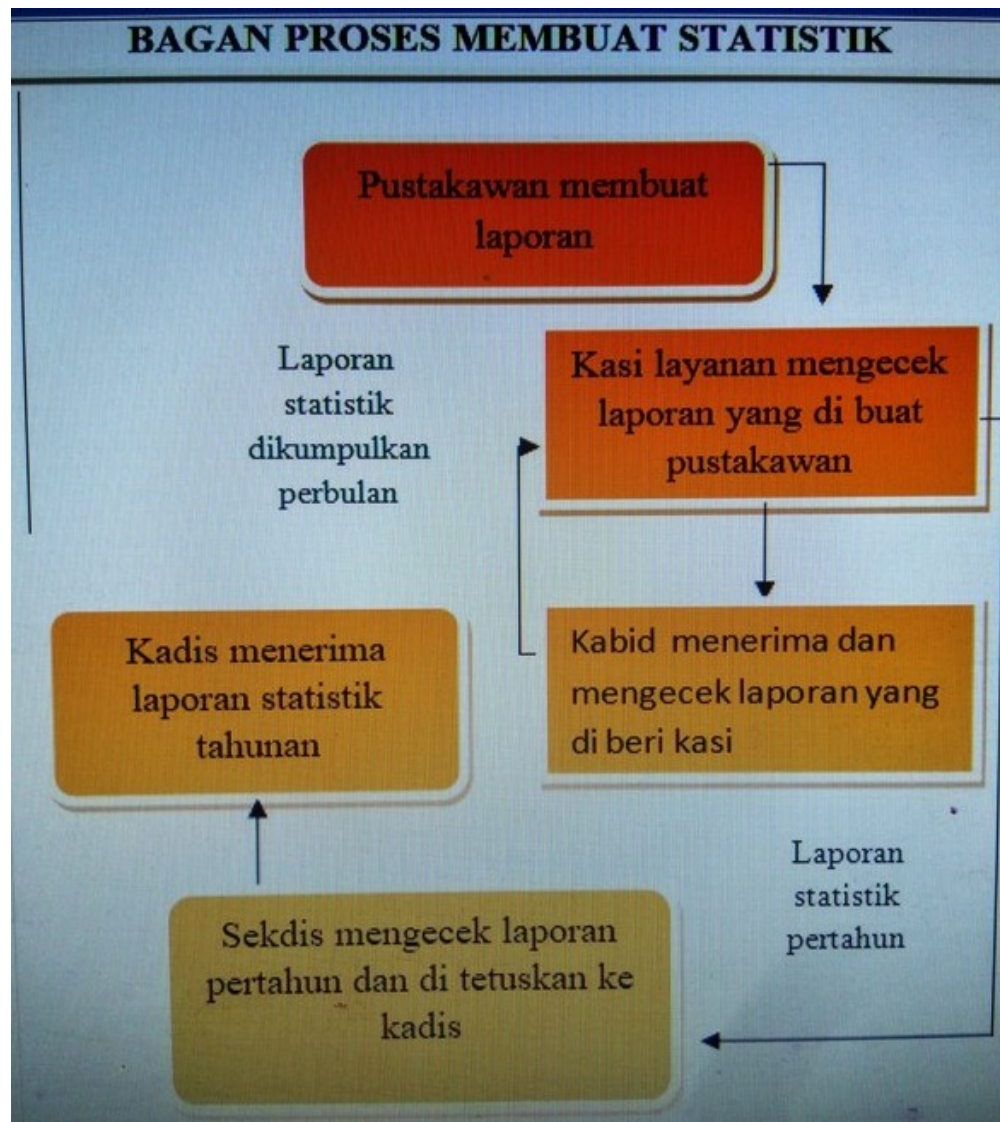 BAGAN PROSES MEMBUAT STATISTIK
Pustakawan membuat
laporan
Laporan
statistik
dikumpulkan
perbulan
Kasi layanan mengecek
laporan yang di buat
pustakawan
Kadis menerima
laporan statistik
tahunan
Kabid menerima dan
mengecek laporan yang
di beri kasi
Laporan
statistik
pertahun
Sekdis mengecek laporan
pertahun dan di tetuskan ke
kadis